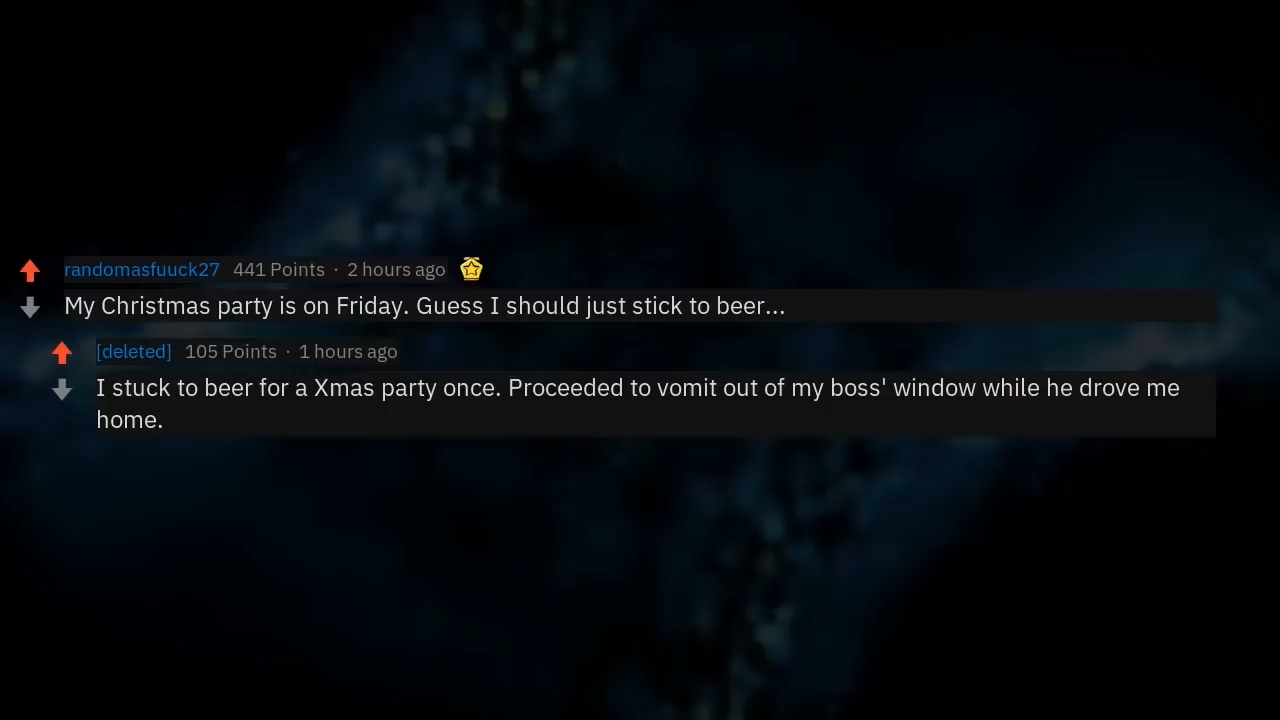 randomasfuuck27 441 Points · 2 hours ago
My Christmas party is on Friday. Guess I should just stick to beer...
[deleted] 105 Points · 1 hours ago
I stuck to beer for a Xmas party once. Proceeded to vomit out of my boss' window while he drove me
home.